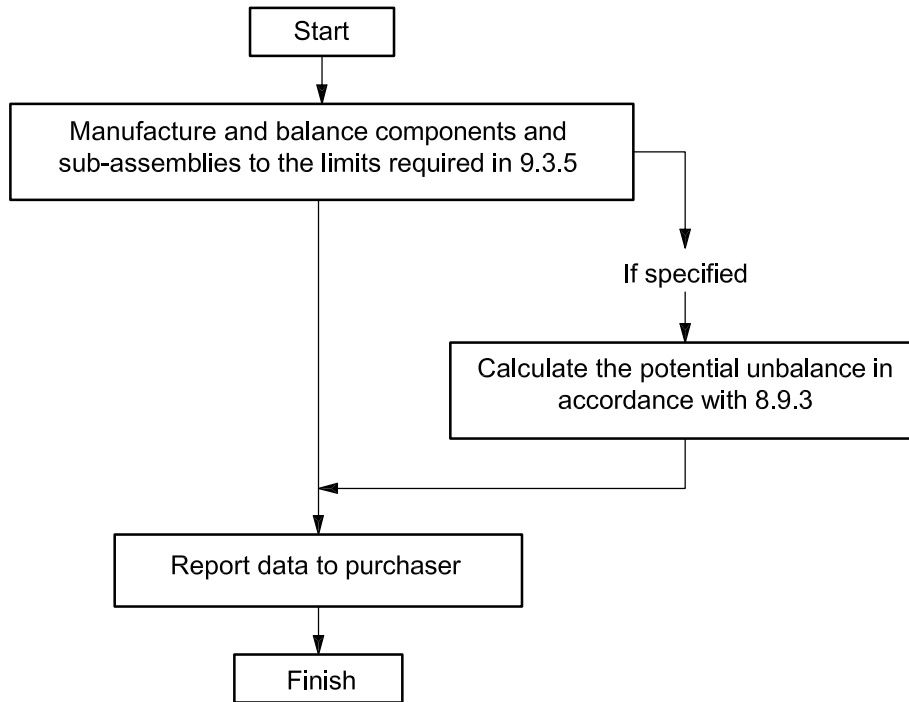 Start
Manufacture and balance components and
sub-assemblies to the limits required in 9.3.5
If specified
Calculate the potential unbalance in
accordance with 8.9.3
Report data to purchaser
Finish